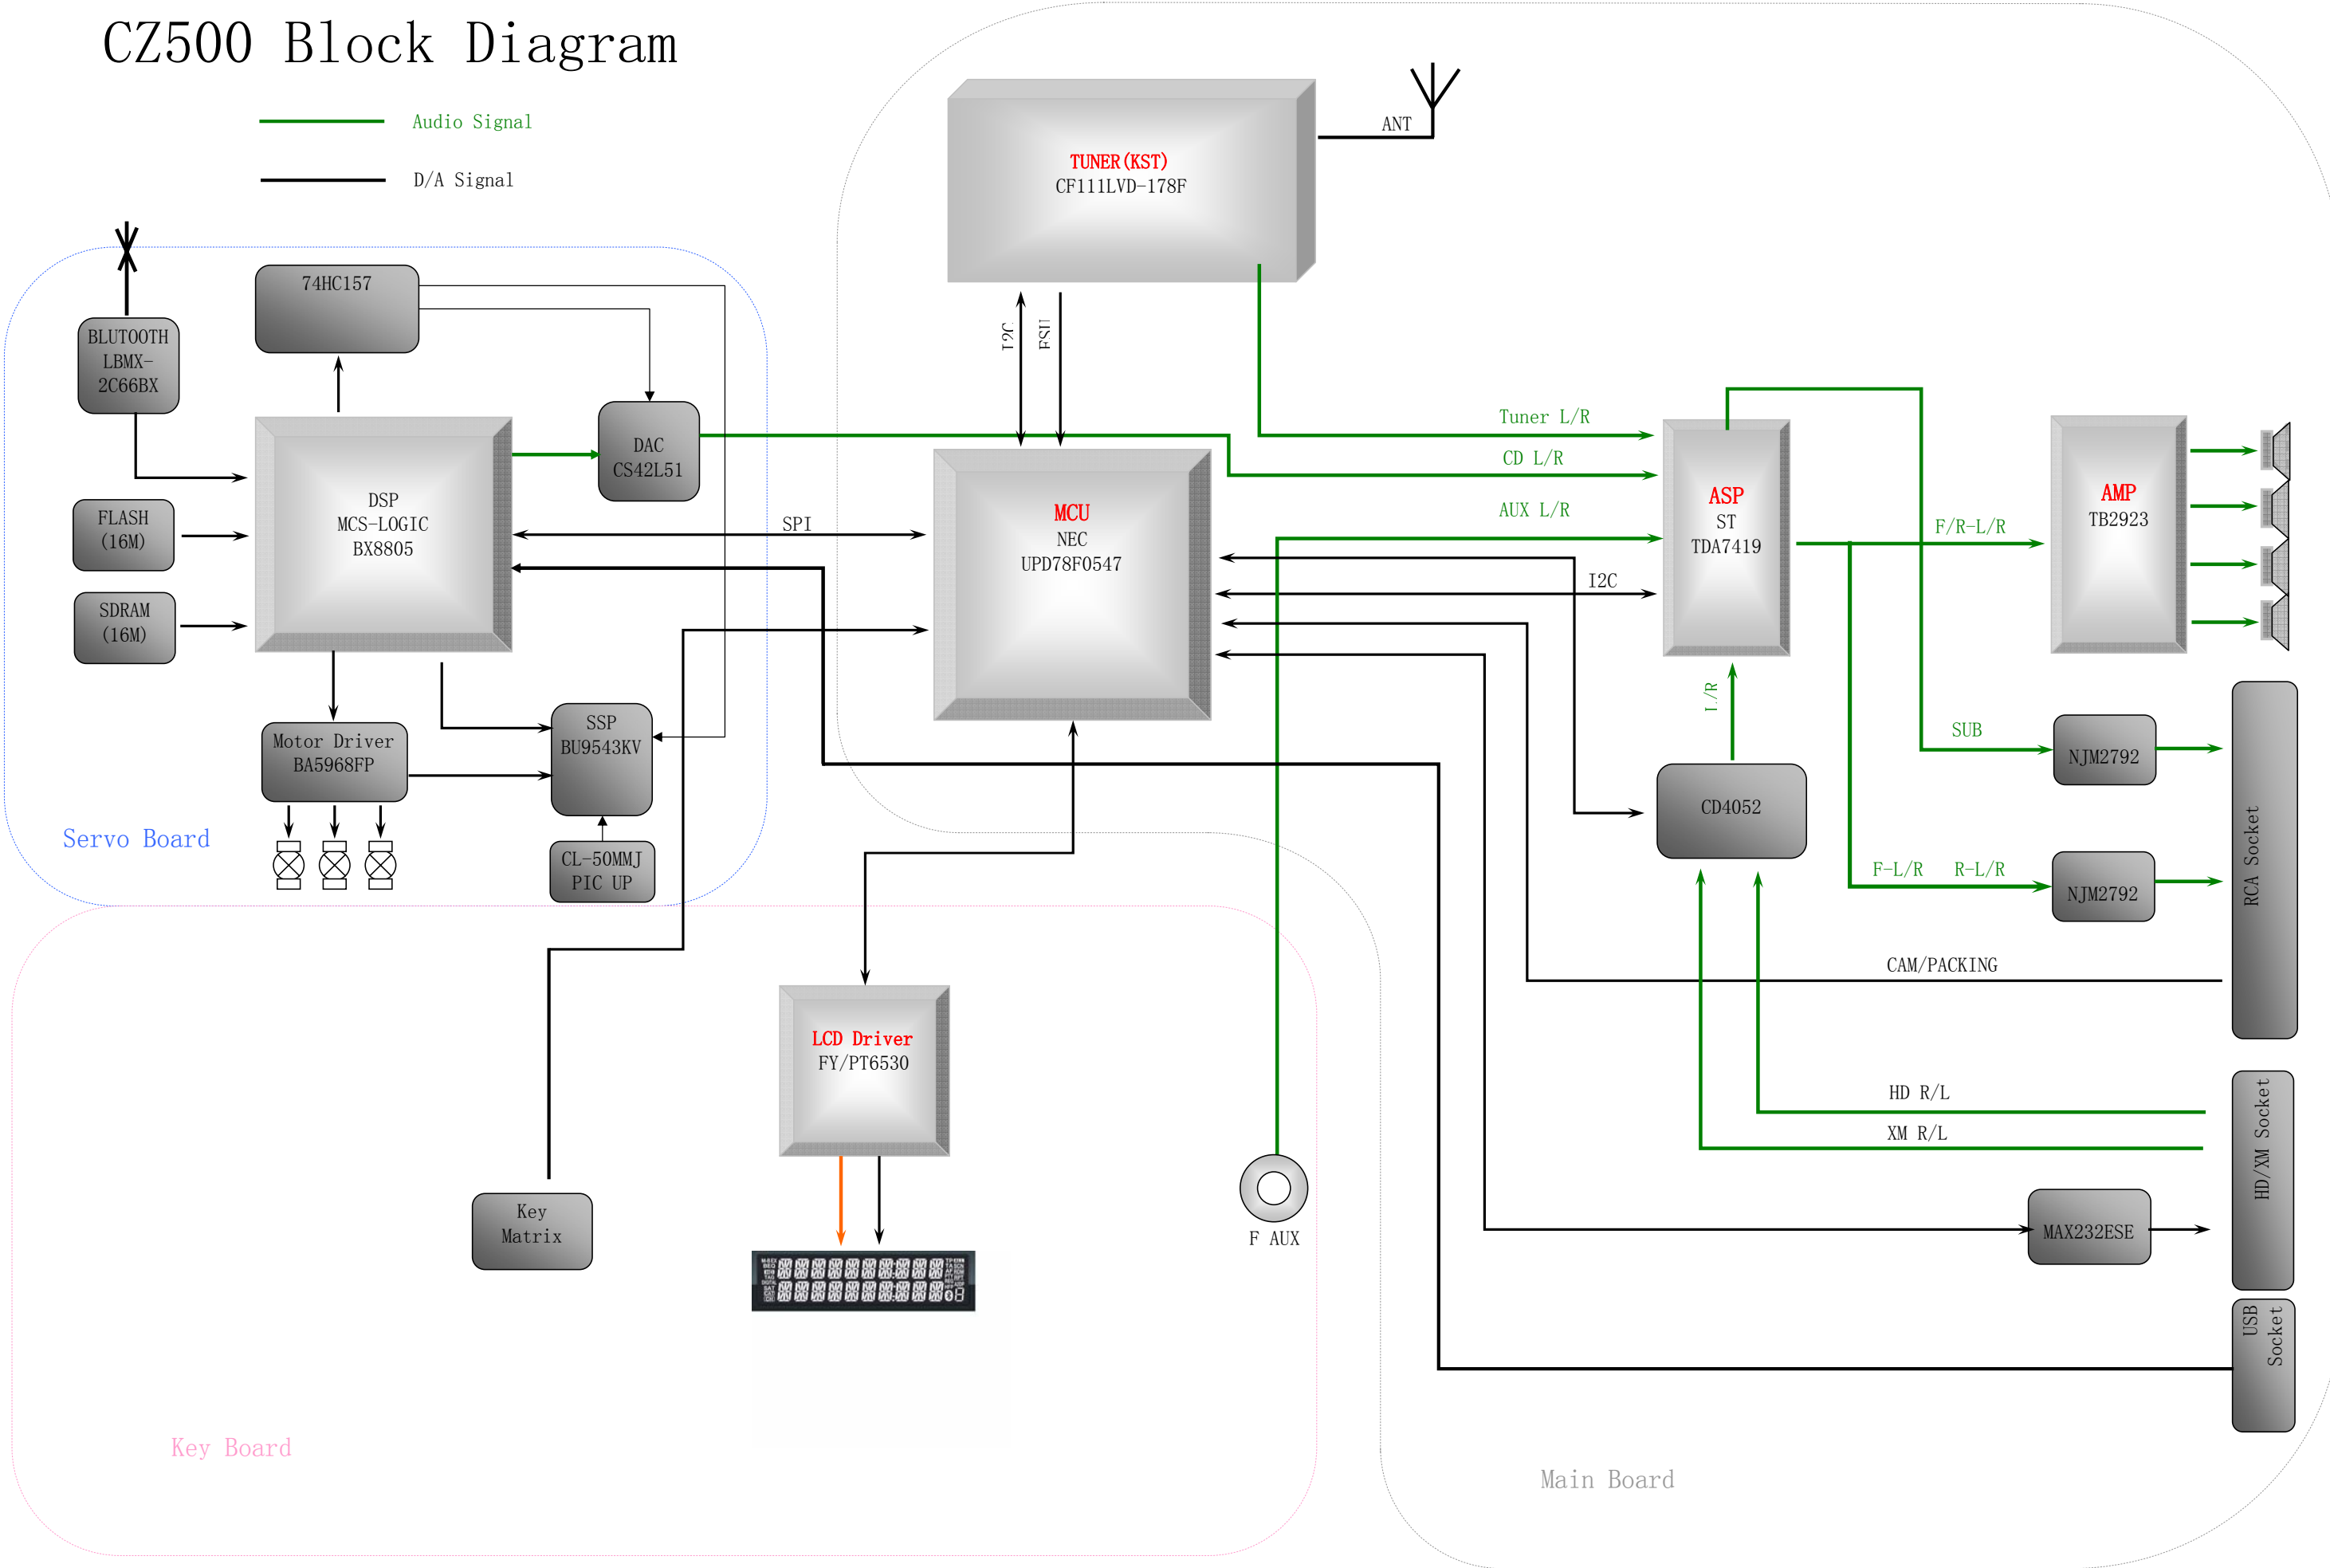 CZ500 Block Diagram
Audio Signal
D/A Signal
ANT
TUNER(KST)
CF111LVD-178F
I2C
Tuner L/R
CD L/R
AUX L/R
74HC157
BLUTOOTH
LBMX-
2C66BX
DAC
CS42L51
DSP
MCS-LOGIC
BX8805
FLASH
(16M)
SDRAM
(16M)
SPI
MCU
NEC
UPD78F0547
I2C
ASP
ST
TDA7419
F/R-L/R
AMP
TB2923
L/R
SSP
BU9543KV
Motor Driver
BA5968FP
CL-50MMJ
PIC UP
Servo Board
SUB
NJM2792
CD4052
F-L/R R-L/R
NJM2792
RCA Socket
CAM/PACKING
LCD Driver
FY/PT6530
HD R/L
XM R/L
HD/XM Socket
Key
Matrix
F AUX
MAX232ESE
USB
Socket
Key Board
Main Board